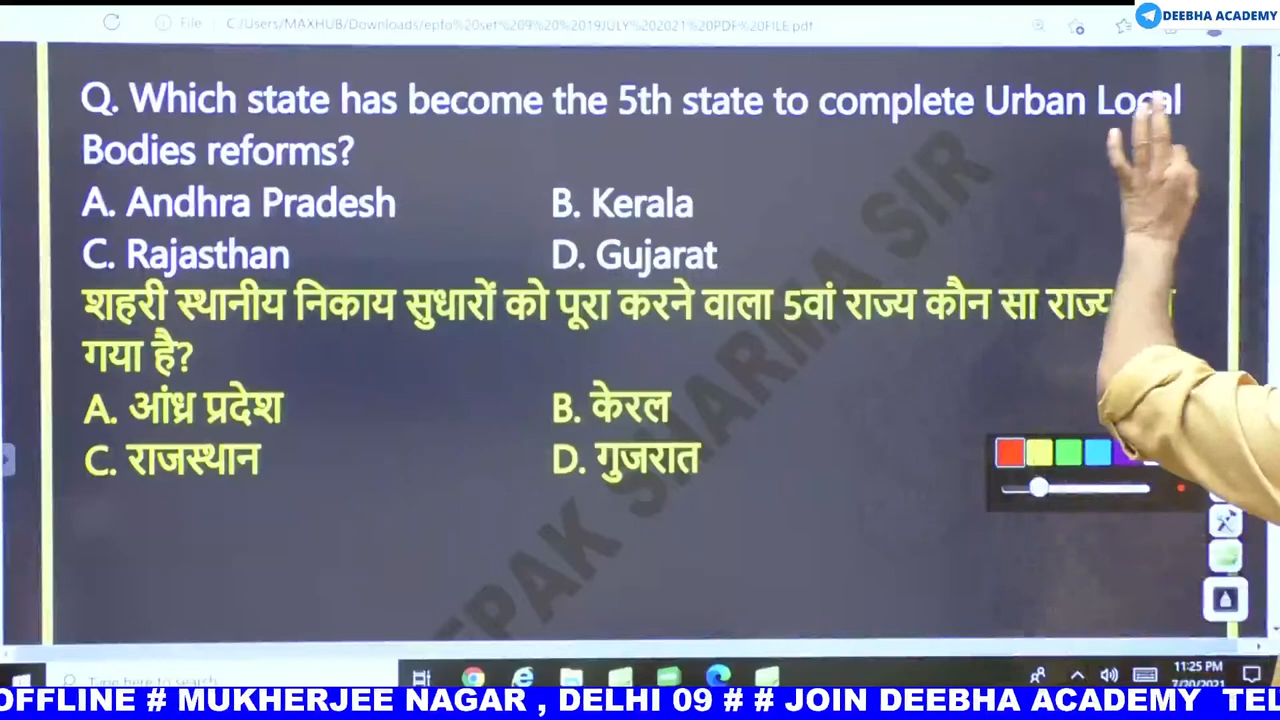 DEEBHA ACADEMY
File C:/Users/MAXHUB/Downloads/epfo%20set%209%20%2019JULY%202021%20PDF%20FILE.pdf
Q. Which state has become the 5th state to complete Urban Local
Bodies reforms?
A. Andhra Pradesh B. Kerala
C. Rajasthan D. Gujarat
शहरी स्थानीय निकाय सुधारों को पूरा करने वाला 5वां राज्य कौन सा राज्य
गया है?
A. आंध्र प्रदेश B. केरल
C. राजस्थान D. गुजरात
SHARMA SIR
Type here to search
11:25 PM
7/20/2021
OFFLINE # MUKHERJEE NAGAR , DELHI 09 # # JOIN DEEBHA ACADEMY